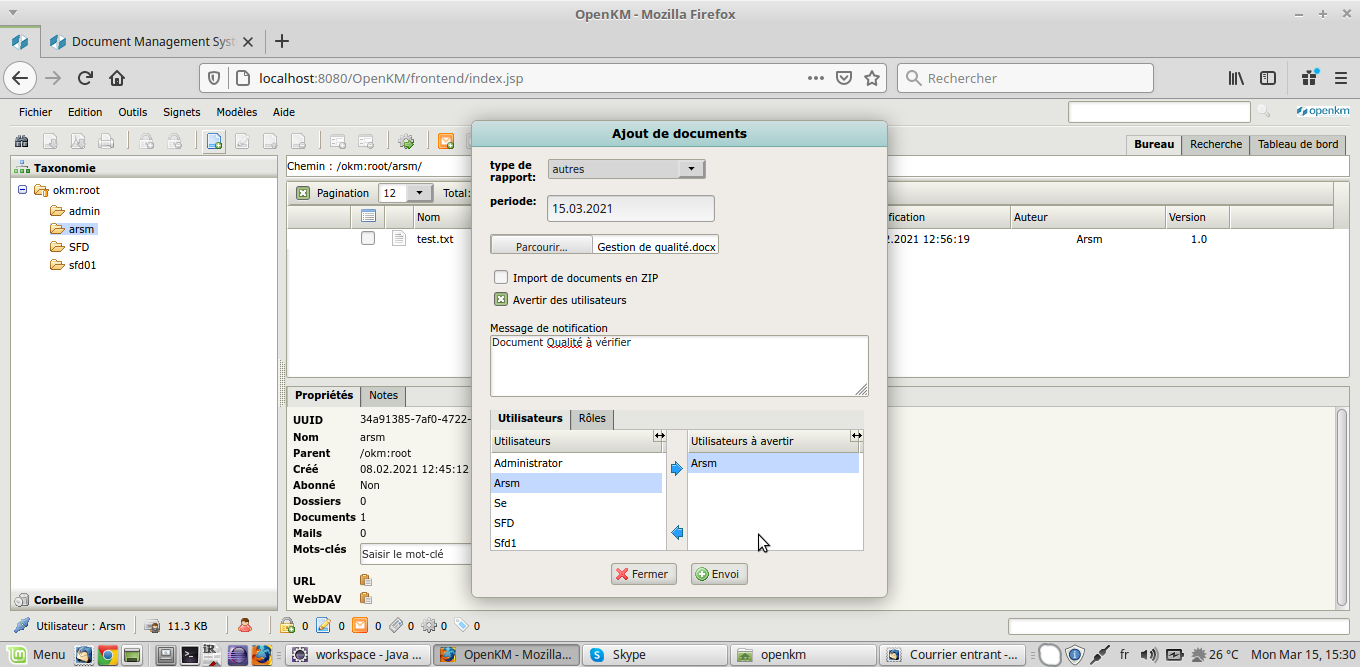 OpenKM - Mozilla Firefox
Document Management Syst
localhost:8080/OpenKM/frontend/index.jsp
Rechercher
Fichier Edition Outils Signets Modèles Aide
openkm
Bureau Recherche Tableau de bord
Taxonomie
okm:root
admin
arsm
SFD
sfd01
Corbeille
Chemin : /okm:root/arsm/
Pagination 12 Total:
Nom
Auteur Version
test.txt
.2021 12:56:19 Arsm 1.0
Ajout de documents
type de
rapport: autres
periode: 15.03.2021
Parcourir... Gestion de qualité.docx
Import de documents en ZIP
Avertir des utilisateurs
Message de notification
Document Qualité à vérifier
Utilisateurs Rôles
Utilisateurs Utilisateurs à avertir
Administrator Arsm
Arsm
Se
SFD
Sfd1
Fermer Envoi
Propriétés Notes
UUID 34a91385-7af0-4722-
Nom arsm
Parent /okm:root
Créé 08.02.2021 12:45:12
Abonné Non
Dossiers 0
Documents 1
Mails 0
Mots-clés Saisir le mot-clé
URL
WebDAV
Utilisateur : Arsm 11.3 KB 0 0 0 0 0 0
Menu workspace - Java ... OpenKM - Mozilla... Skype openkm Courrier entrant -... fr 26 °C Mon Mar 15, 15:30